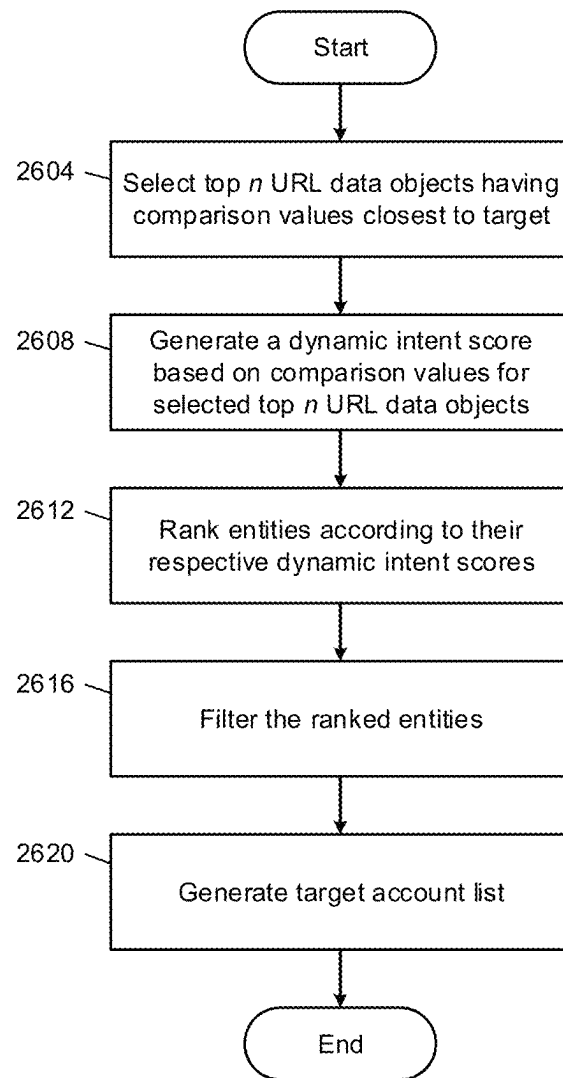 Start
2604
Select top n URL data objects having
comparison values closest to target
2608
Generate a dynamic intent score
based on comparison values for
selected top n URL data objects
2612
Rank entities according to their
respective dynamic intent scores
2616
Filter the ranked entities
2620
Generate target account list
End